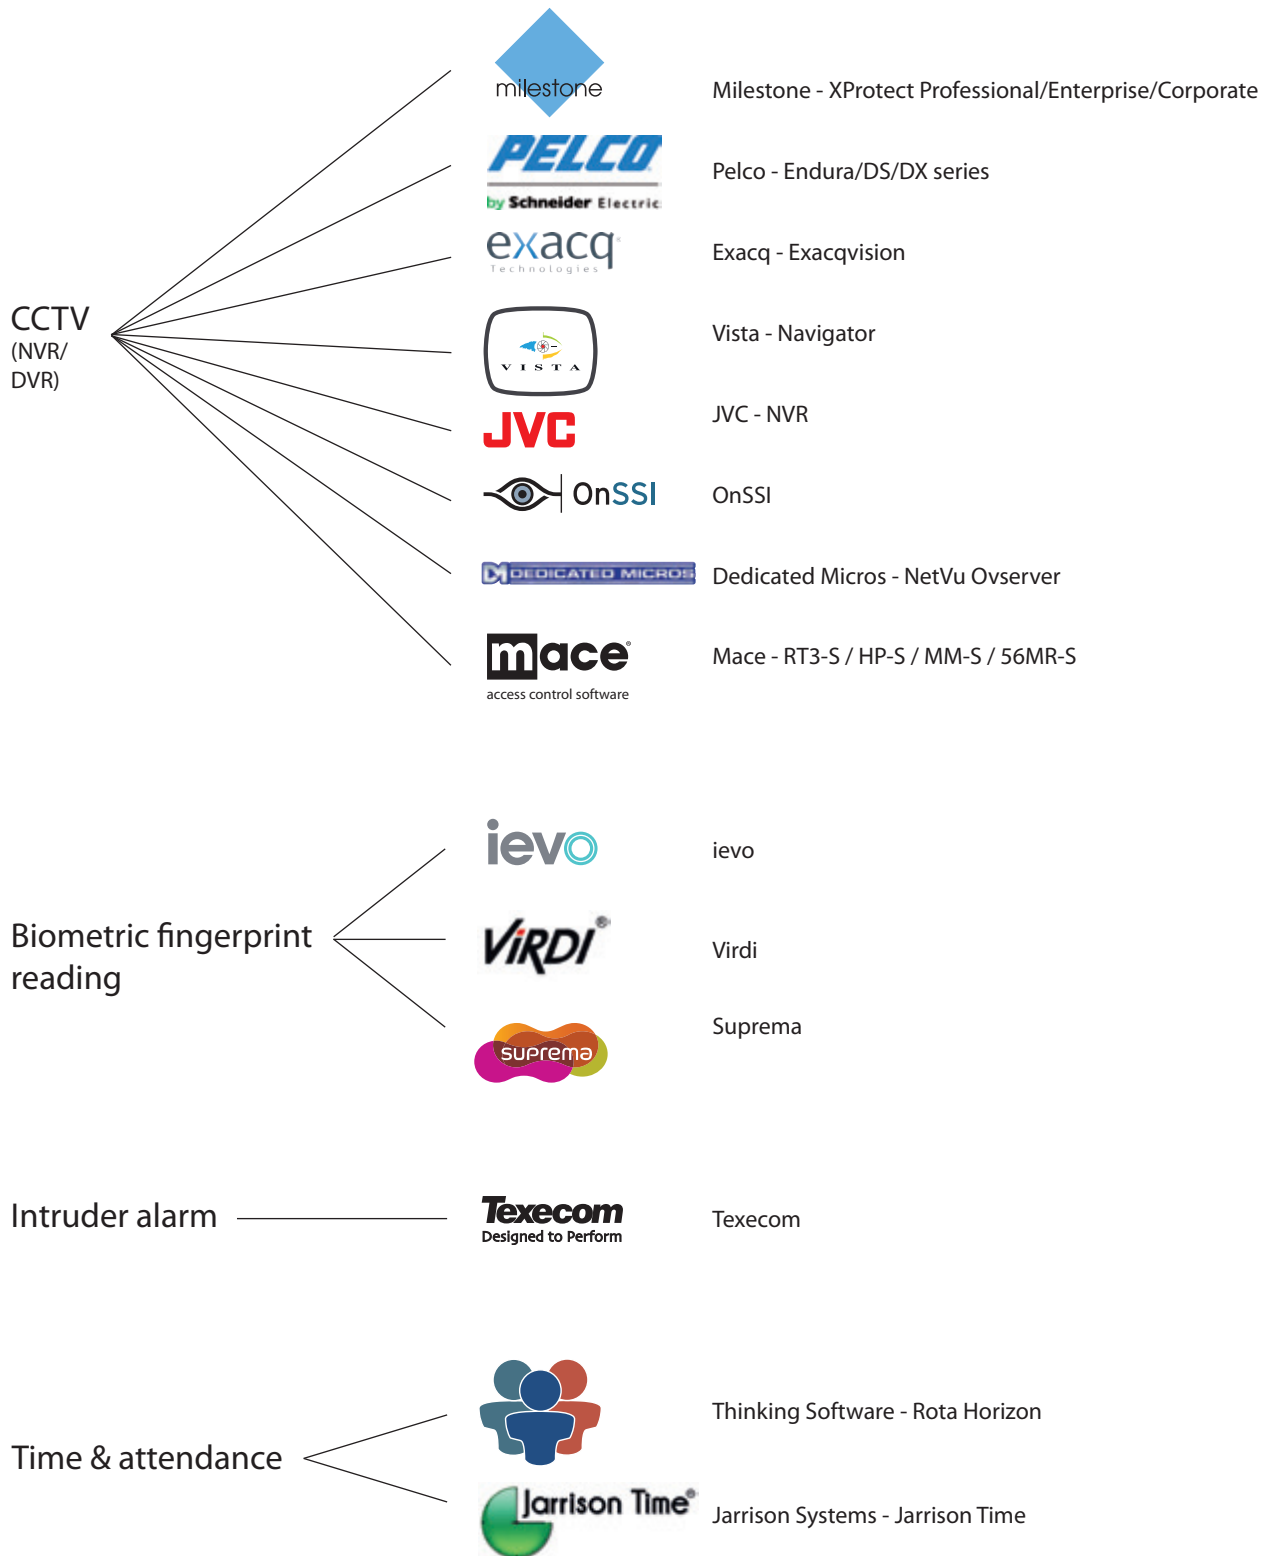 milestone
Milestone - XProtect Professional/Enterprise/Corporate
PELCO
by Schneider Electric
Pelco - Endura/DS/DX series
exacq
Technologies
Exacq - Exacqvision
CCTV
(NVR/
DVR)
VISTA
Vista - Navigator
JVC
JVC - NVR
OnSSI
OnSSI
DEDICATED MICROS
Dedicated Micros - NetVu Ovserver
mace®
access control software
Mace - RT3-S / HP-S / MM-S / 56MR-S
ievo
ievo
Biometric fingerprint
reading
ViRDI®
Virdi
suprema
Suprema
Intruder alarm
Texecom
Designed to Perform
Texecom
Time & attendance
Thinking Software - Rota Horizon
Jarrison Time®
Jarrison Systems - Jarrison Time